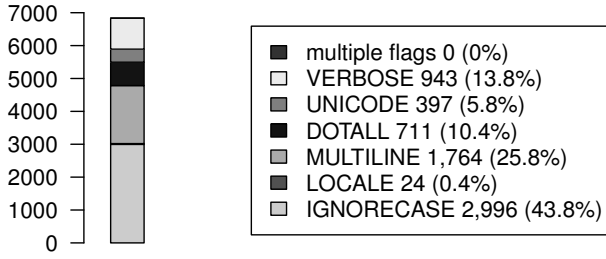 7000
6000
5000
4000
3000
2000
1000
0
multiple flags 0 (0%)
VERBOSE 943 (13.8%)
UNICODE 397 (5.8%)
DOTALL 711 (10.4%)
MULTILINE 1,764 (25.8%)
LOCALE 24 (0.4%)
IGNORECASE 2,996 (43.8%)